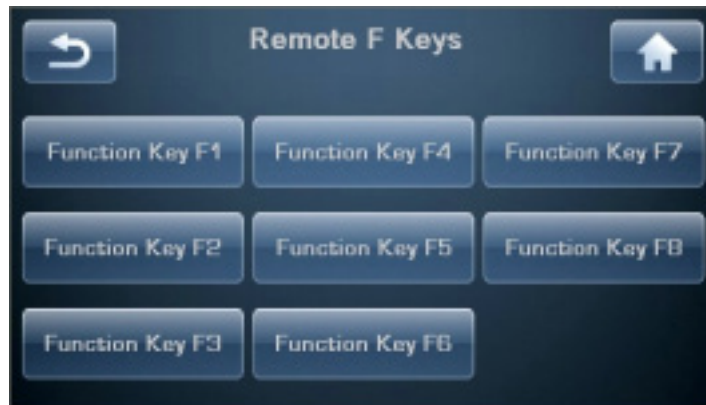 Remote F Keys
Function Key F1 Function Key F4 Function Key F7
Function Key F2 Function Key F5 Function Key F8
Function Key F3 Function Key F6